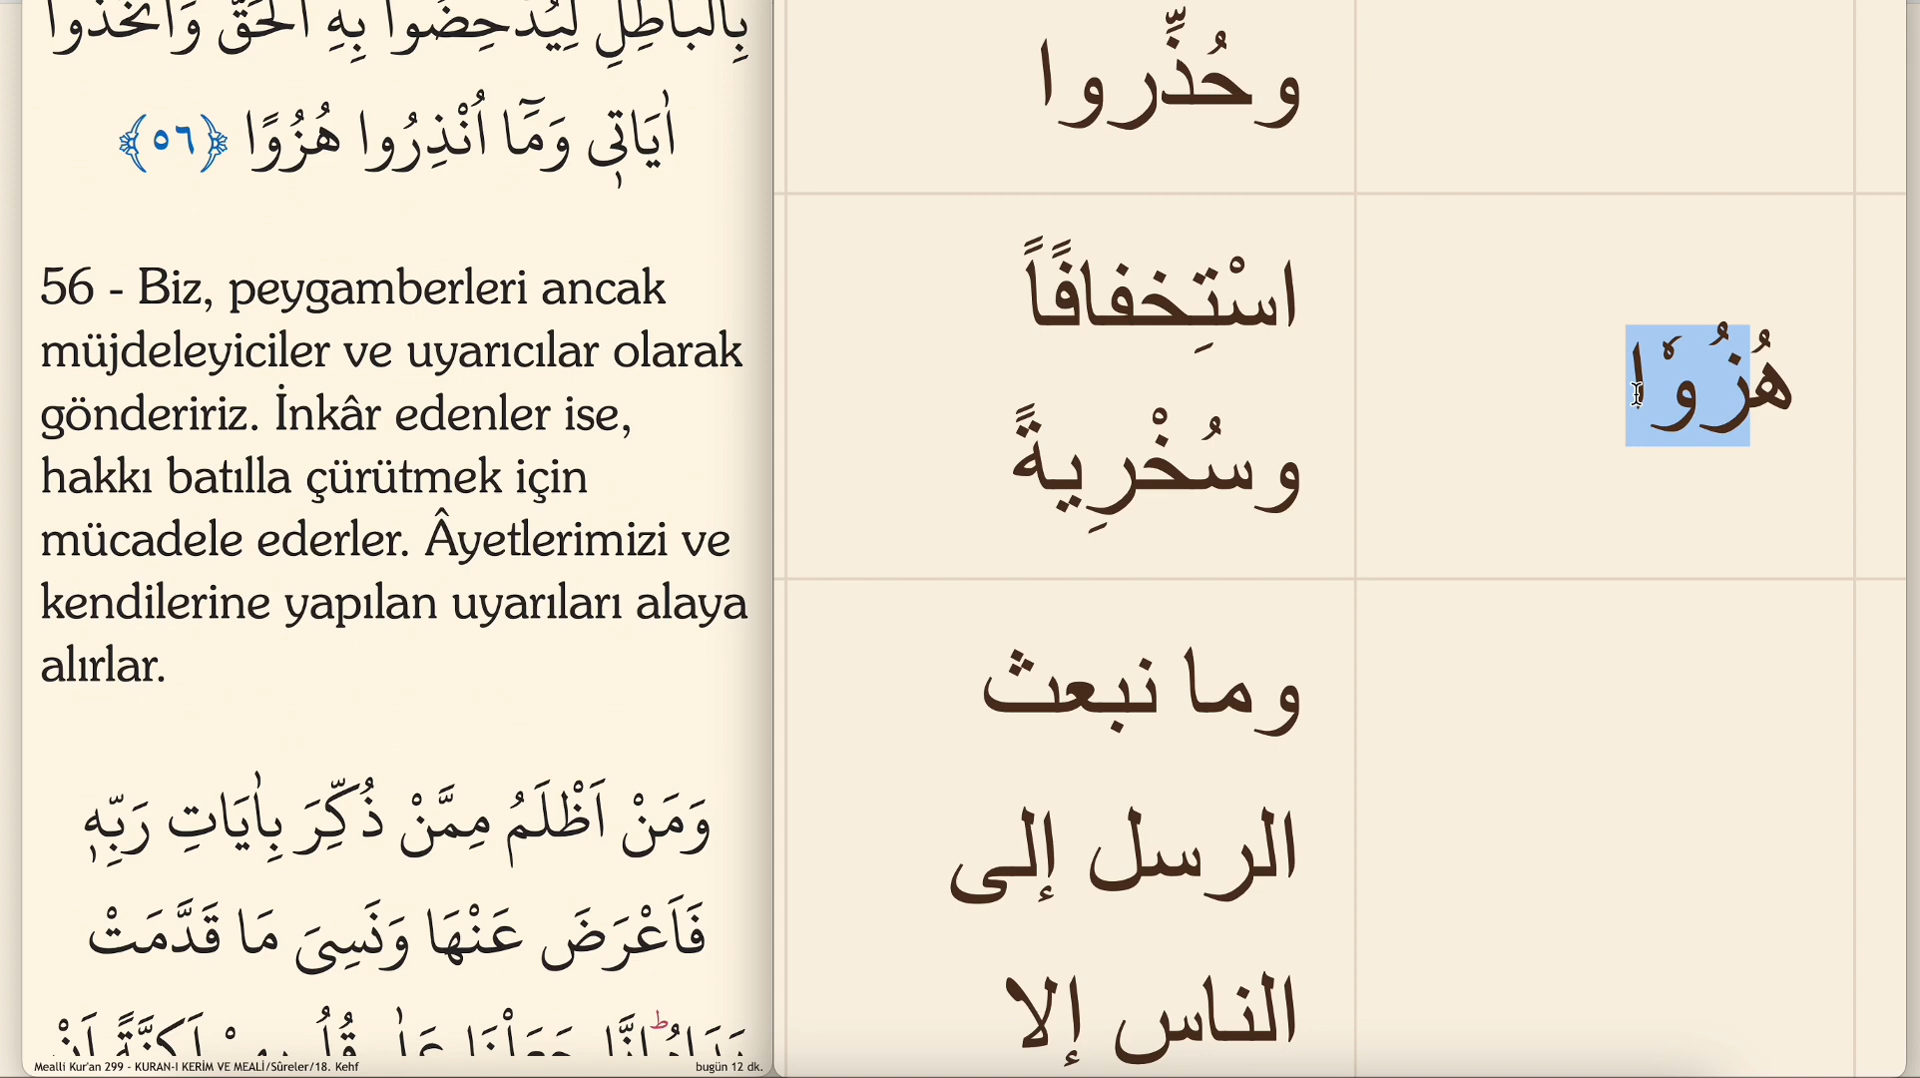 بِالْبَاطِلِ لِيُدْحِضُوا بِهِ الْحَقَّ وَاتَّخَذُوا
اٰيَاتٖى وَمَٓا اُنْذِرُوا هُزُوًا ﴿٥٦﴾
56 - Biz, peygamberleri ancak
müjdeleyiciler ve uyarıcılar olarak
göndeririz. İnkâr edenler ise,
hakkı batılla çürütmek için
mücadele ederler. Âyetlerimizi ve
kendilerine yapılan uyarıları alaya
alırlar.
وَمَنْ اَظْلَمُ مِمَّنْ ذُكِّرَ بِاٰيَاتِ رَبِّهٖ
فَاَعْرَضَ عَنْهَا وَنَسِىَ مَا قَدَّمَتْ
Mealli Kur'an 299 - KURAN-I KERİM VE MEALİ/Sûreler/18. Kehf
bugün 12 dk.
وحُذِّروا
هُزُوٗا
اسْتِخفافًاً
وسُخْرِيةً
وما نبعث
الرسل إلى
الناس إلا